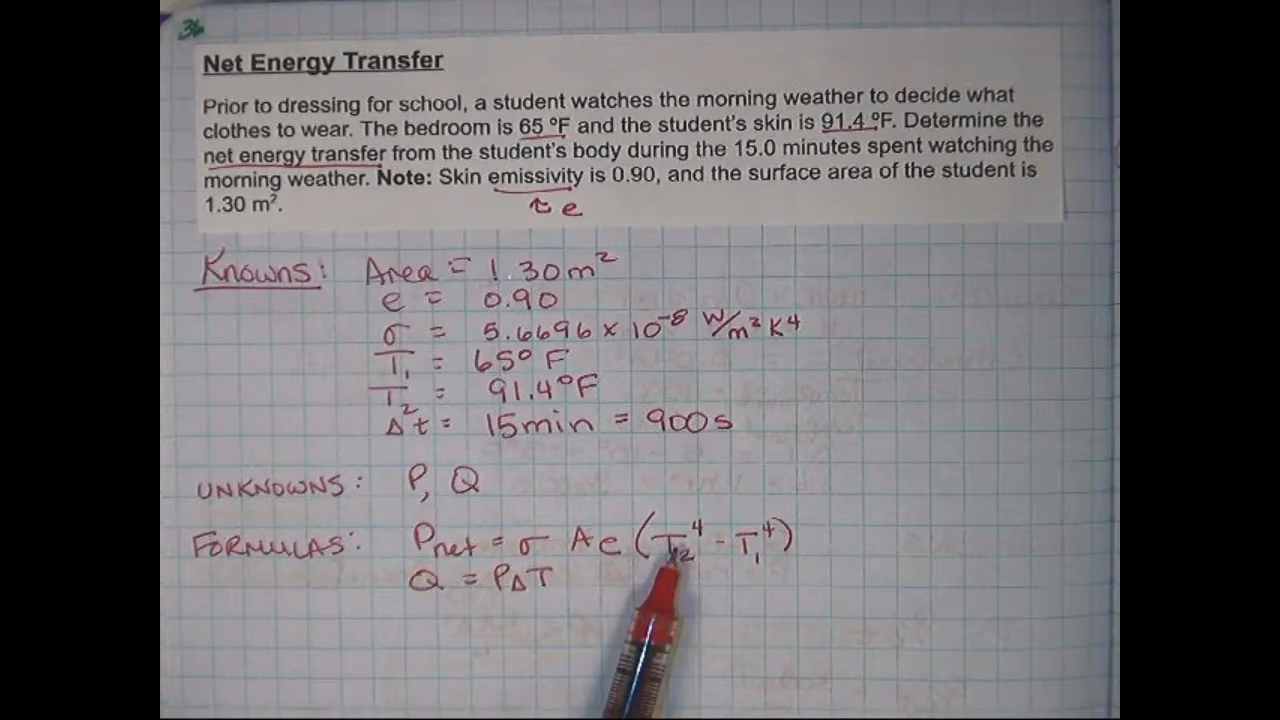 36
Net Energy Transfer
Prior to dressing for school, a student watches the morning weather to decide what
clothes to wear. The bedroom is 65 ºF and the student's skin is 91.4 ºF. Determine the
net energy transfer from the student's body during the 15.0 minutes spent watching the
morning weather. Note: Skin emissivity is 0.90, and the surface area of the student is
1.30 m².
↑ e
Knowns: Area = 1.30m²
e = 0.90
σ = 5.6696 × 10⁻⁸ W/m² K⁴
T₁ = 65° F
T₂ = 91.4°F
Δt = 15min = 900s
UNKNOWNS: P, Q
FORMULAS: Pnet = σ A e (T₂⁴ - T₁⁴)
Q = PΔT